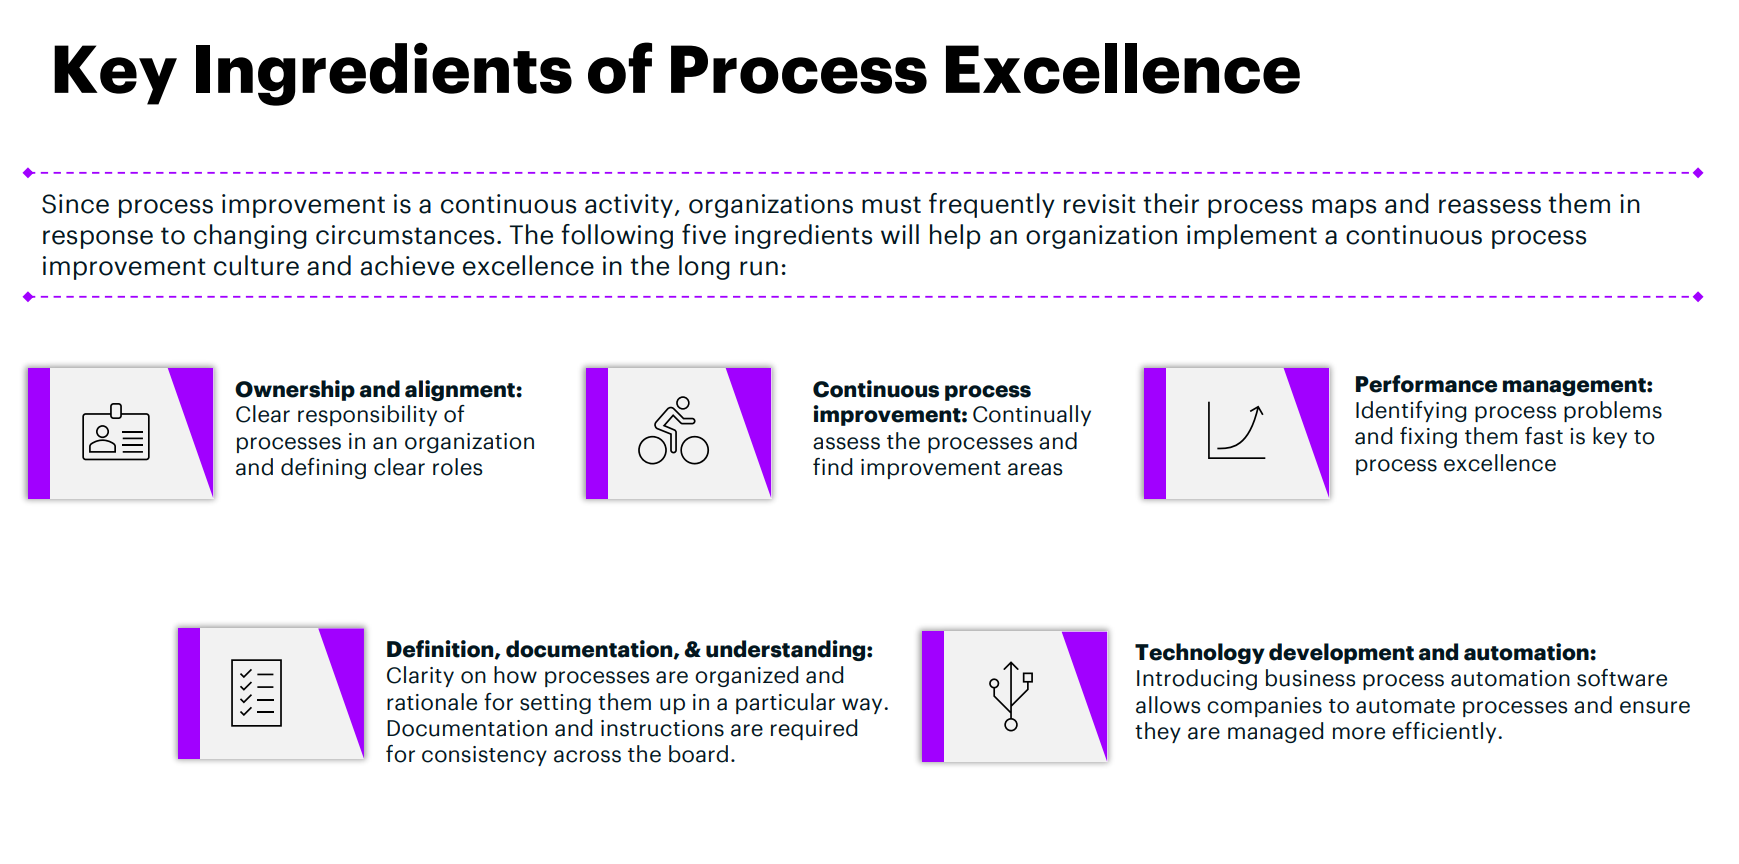 Key Ingredients of Process Excellence
Since process improvement is a continuous activity, organizations must frequently revisit their process maps and reassess them in
response to changing circumstances. The following five ingredients will help an organization implement a continuous process
improvement culture and achieve excellence in the long run:
Ownership and alignment:
Clear responsibility of
processes in an organization
and defining clear roles
Continuous process
improvement: Continually
assess the processes and
find improvement areas
Performance management:
Identifying process problems
and fixing them fast is key to
process excellence
Definition, documentation, & understanding:
Clarity on how processes are organized and
rationale for setting them up in a particular way.
Documentation and instructions are required
for consistency across the board.
Technology development and automation:
Introducing business process automation software
allows companies to automate processes and ensure
they are managed more efficiently.